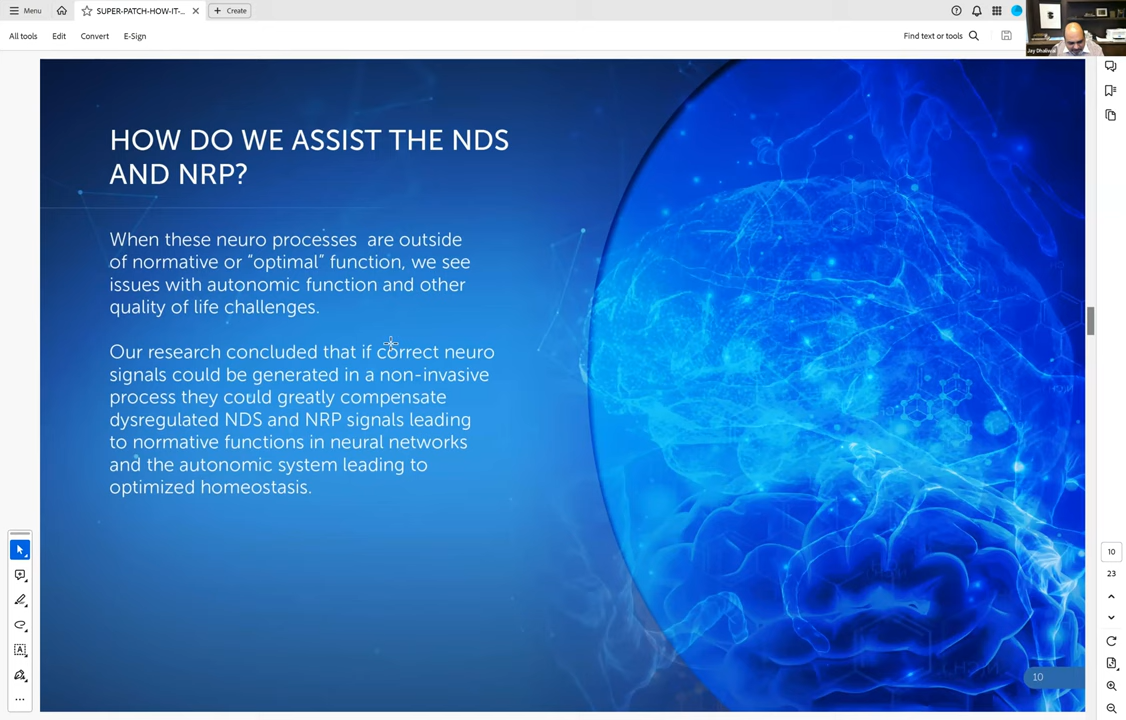 Menu
SUPER-PATCH-HOW-IT-...
Create
All tools
Edit
Convert
E-Sign
Find text or tools
Jay Dhaliwal
HOW DO WE ASSIST THE NDS
AND NRP?
When these neuro processes are outside
of normative or “optimal” function, we see
issues with autonomic function and other
quality of life challenges.
Our research concluded that if correct neuro
signals could be generated in a non-invasive
process they could greatly compensate
dysregulated NDS and NRP signals leading
to normative functions in neural networks
and the autonomic system leading to
optimized homeostasis.
10
10
23